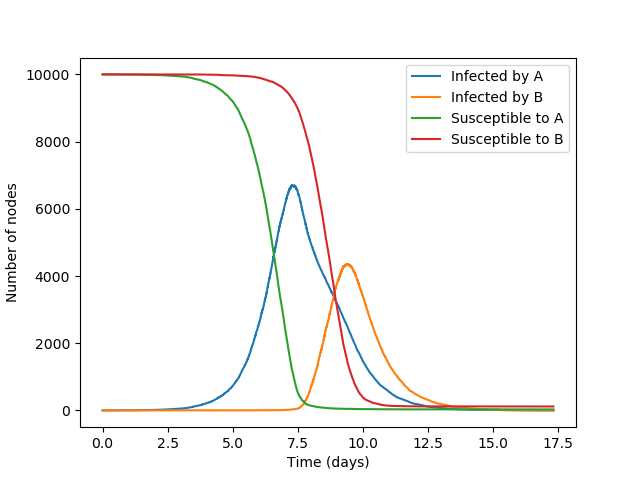 Number of nodes
10000
8000
6000
4000
2000
0
0.0 2.5 5.0 7.5 10.0 12.5 15.0 17.5
Time (days)
Infected by A
Infected by B
Susceptible to A
Susceptible to B